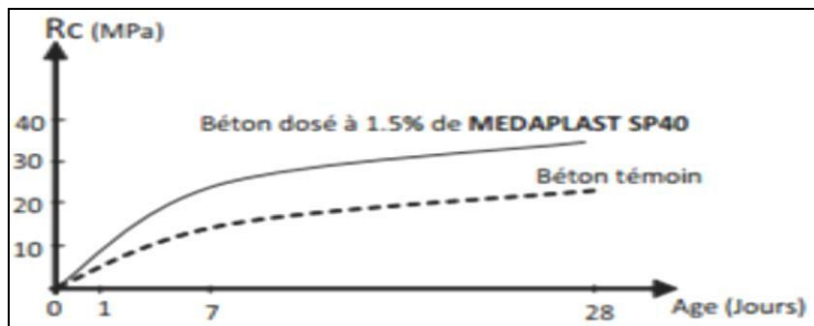 Rc (MPa)
40
Béton dosé à 1.5% de MEDAPLAST SP40
30
Béton témoin
20
10
0 1 7 28 Age (Jours)